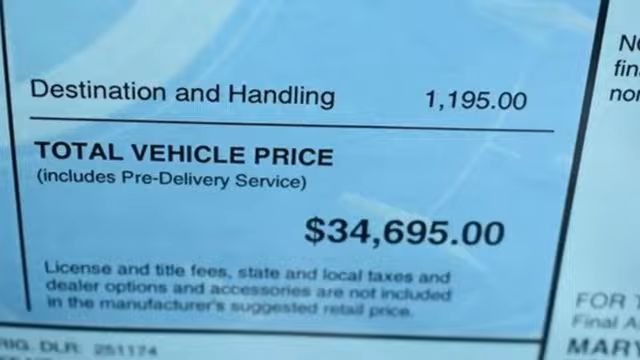 Destination and Handling 1,195.00
TOTAL VEHICLE PRICE
(includes Pre-Delivery Service)
$34,695.00
License and title fees, state and local taxes and
dealer options and accessories are not included
in the manufacturer's suggested retail price.
DLR: 251174
FOR
Final